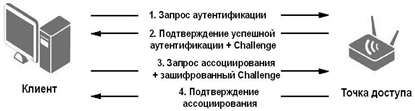 1. Запрос аутентификации
2. Подтверждение успешной
аутентификации + Challenge
3. Запрос ассоциирования
+ зашифрованный Challenge
4. Подтверждение
ассоциирования
Клиент
Точка доступа